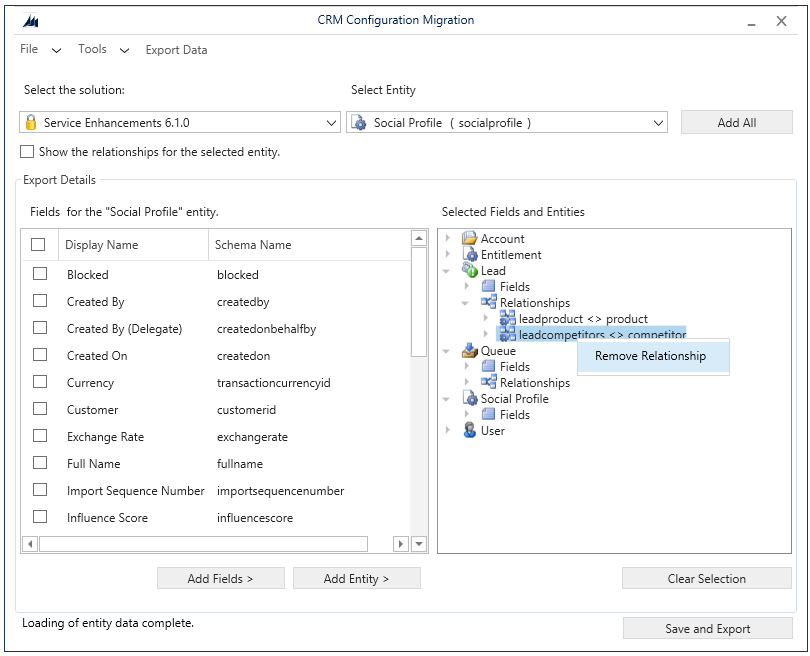 CRM Configuration Migration
File Tools Export Data
Select the solution: Select Entity
Service Enhancements 6.1.0 Social Profile ( socialprofile ) Add All
Show the relationships for the selected entity.
Export Details
Fields for the "Social Profile" entity.
Display Name Schema Name
Blocked blocked
Created By createdby
Created By (Delegate) createdonbehalfby
Created On createdon
Currency transactioncurrencyid
Customer customerid
Exchange Rate exchangerate
Full Name fullname
Import Sequence Number importsequencenumber
Influence Score influencescore
Add Fields > Add Entity >
Selected Fields and Entities
Account
Entitlement
Lead
Fields
Relationships
leadproduct <> product
leadcompetitors <> competitor
Remove Relationship
Queue
Fields
Relationships
Social Profile
Fields
User
Clear Selection
Loading of entity data complete.
Save and Export